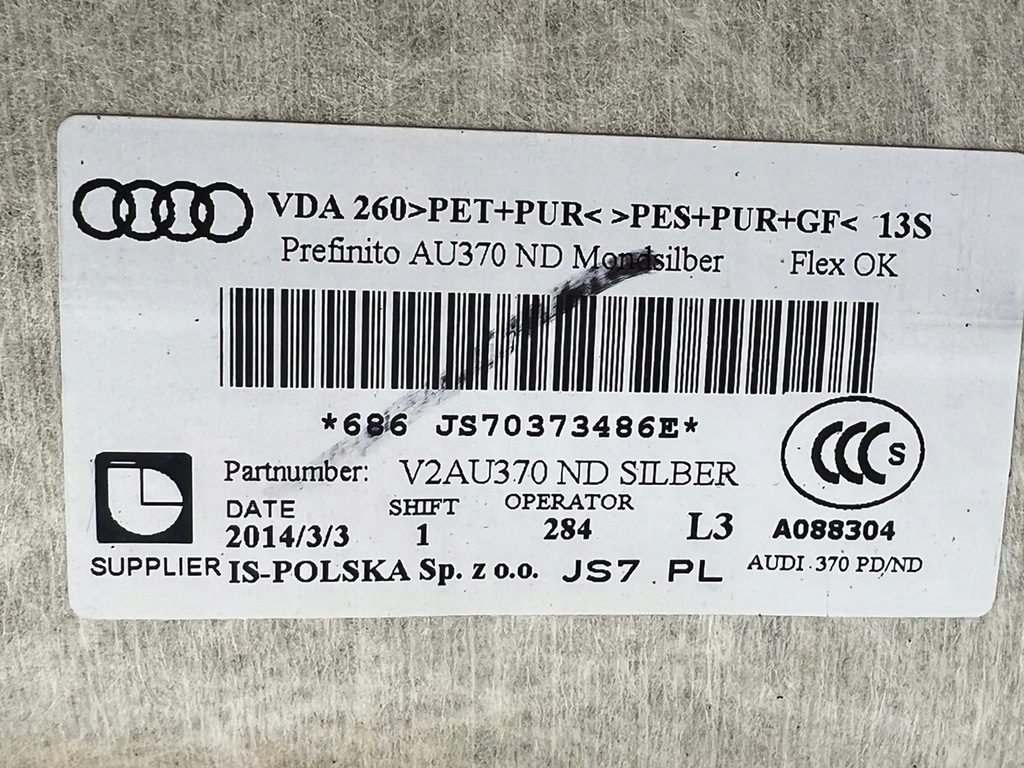 VDA 260>PET+PUR< >PES+PUR+GF< 13S
Prefinito AU370 ND Mondsilber Flex OK
*686 JS70373486E*
CCC S
Partnumber: V2AU370 ND SILBER
DATE SHIFT OPERATOR
2014/3/3 1 284 L3 A088304
SUPPLIER IS-POLSKA Sp. z o.o. JS7 PL AUDI 370 PD/ND